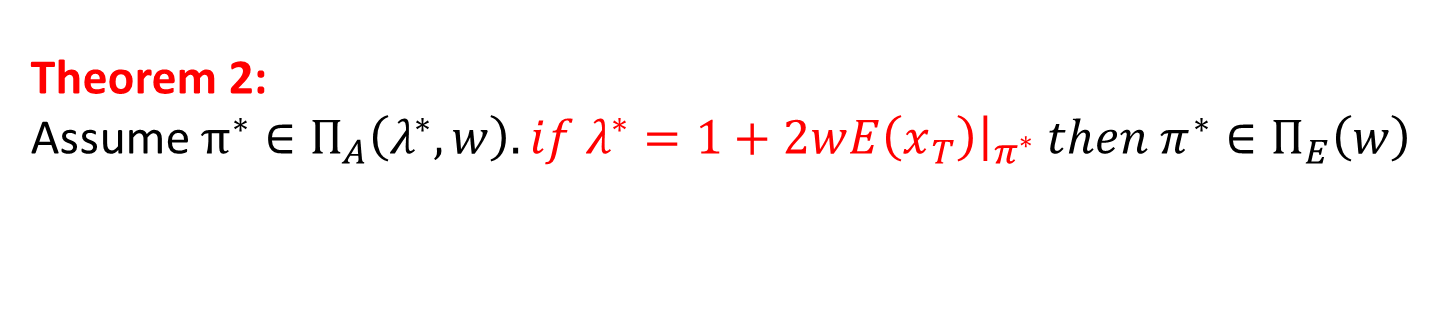 Theorem 2:
Assume π* ∈ Π_A(λ*, w). if λ* = 1 + 2wE(x_T)|_π* then π* ∈ Π_E(w)